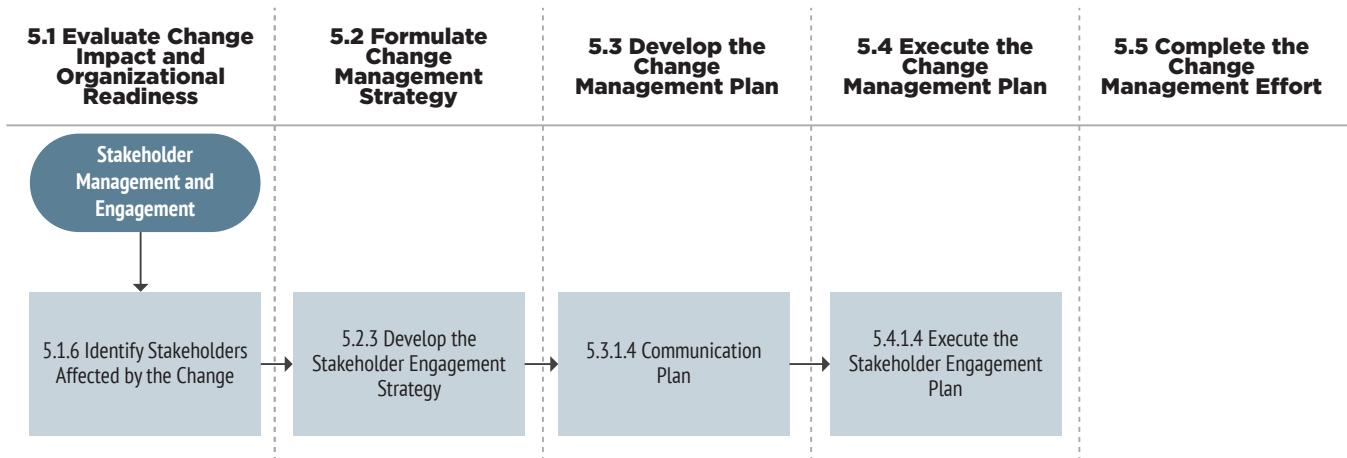 5.1 Evaluate Change
Impact and
Organizational
Readiness
5.2 Formulate
Change
Management
Strategy
5.3 Develop the
Change
Management Plan
5.4 Execute the
Change
Management Plan
5.5 Complete the
Change
Management Effort
Stakeholder
Management and
Engagement
5.1.6 Identify Stakeholders
Affected by the Change
5.2.3 Develop the
Stakeholder Engagement
Strategy
5.3.1.4 Communication
Plan
5.4.1.4 Execute the
Stakeholder Engagement
Plan